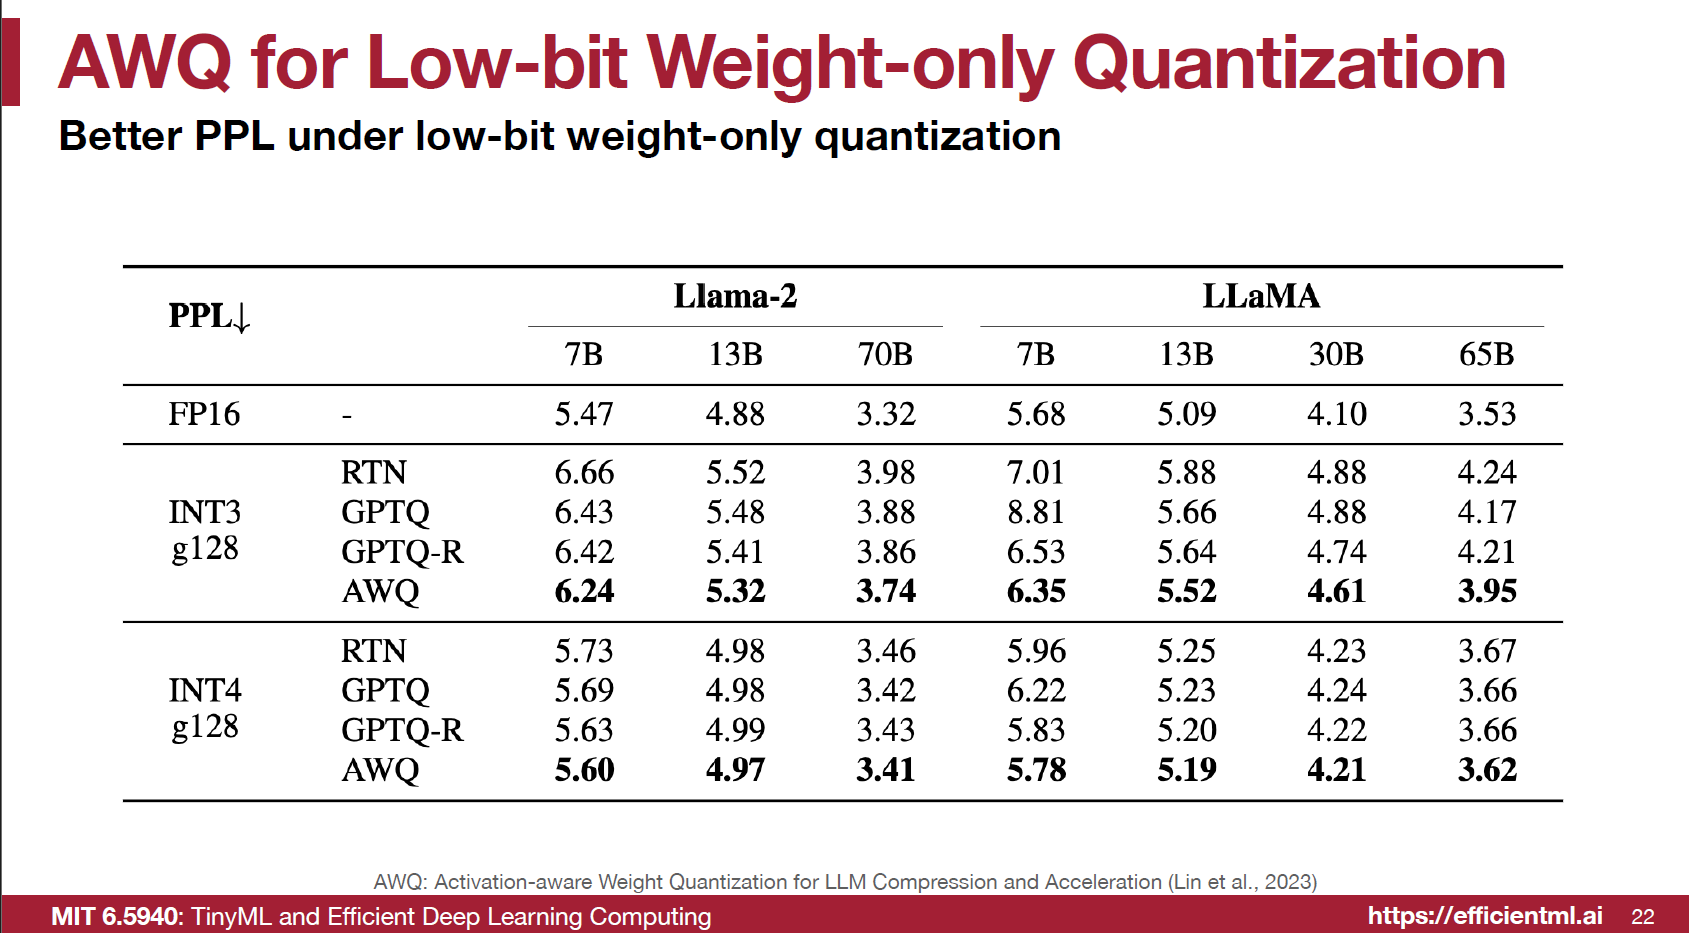 AWQ for Low-bit Weight-only Quantization
Better PPL under low-bit weight-only quantization
PPL↓ Llama-2 LLaMA
7B 13B 70B 7B 13B 30B 65B
FP16 - 5.47 4.88 3.32 5.68 5.09 4.10 3.53
INT3 g128
RTN 6.66 5.52 3.98 7.01 5.88 4.88 4.24
GPTQ 6.43 5.48 3.88 8.81 5.66 4.88 4.17
GPTQ-R 6.42 5.41 3.86 6.53 5.64 4.74 4.21
AWQ 6.24 5.32 3.74 6.35 5.52 4.61 3.95
INT4 g128
RTN 5.73 4.98 3.46 5.96 5.25 4.23 3.67
GPTQ 5.69 4.98 3.42 6.22 5.23 4.24 3.66
GPTQ-R 5.63 4.99 3.43 5.83 5.20 4.22 3.66
AWQ 5.60 4.97 3.41 5.78 5.19 4.21 3.62
AWQ: Activation-aware Weight Quantization for LLM Compression and Acceleration (Lin et al., 2023)
MIT 6.5940: TinyML and Efficient Deep Learning Computing https://efficientml.ai 22